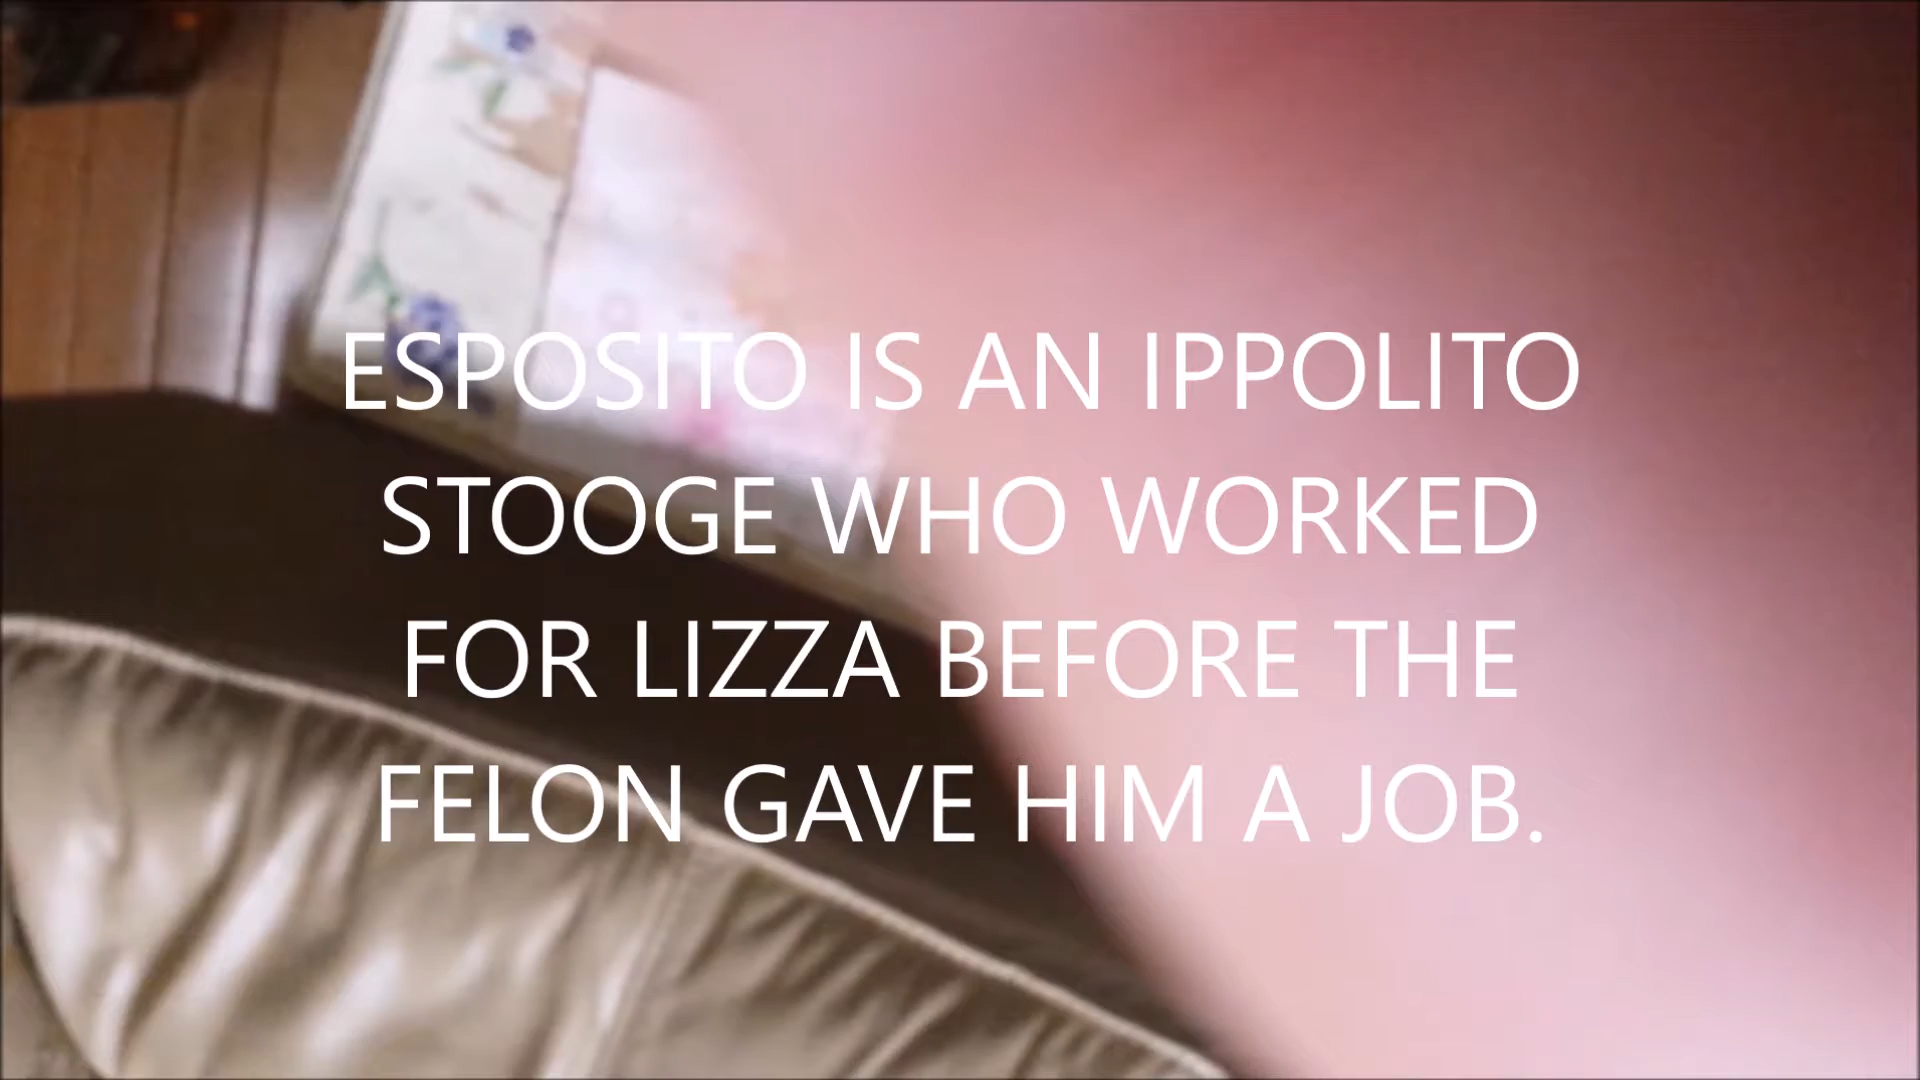 ESPOSITO IS AN IPPOLITO
STOOGE WHO WORKED
FOR LIZZA BEFORE THE
FELON GAVE HIM A JOB.